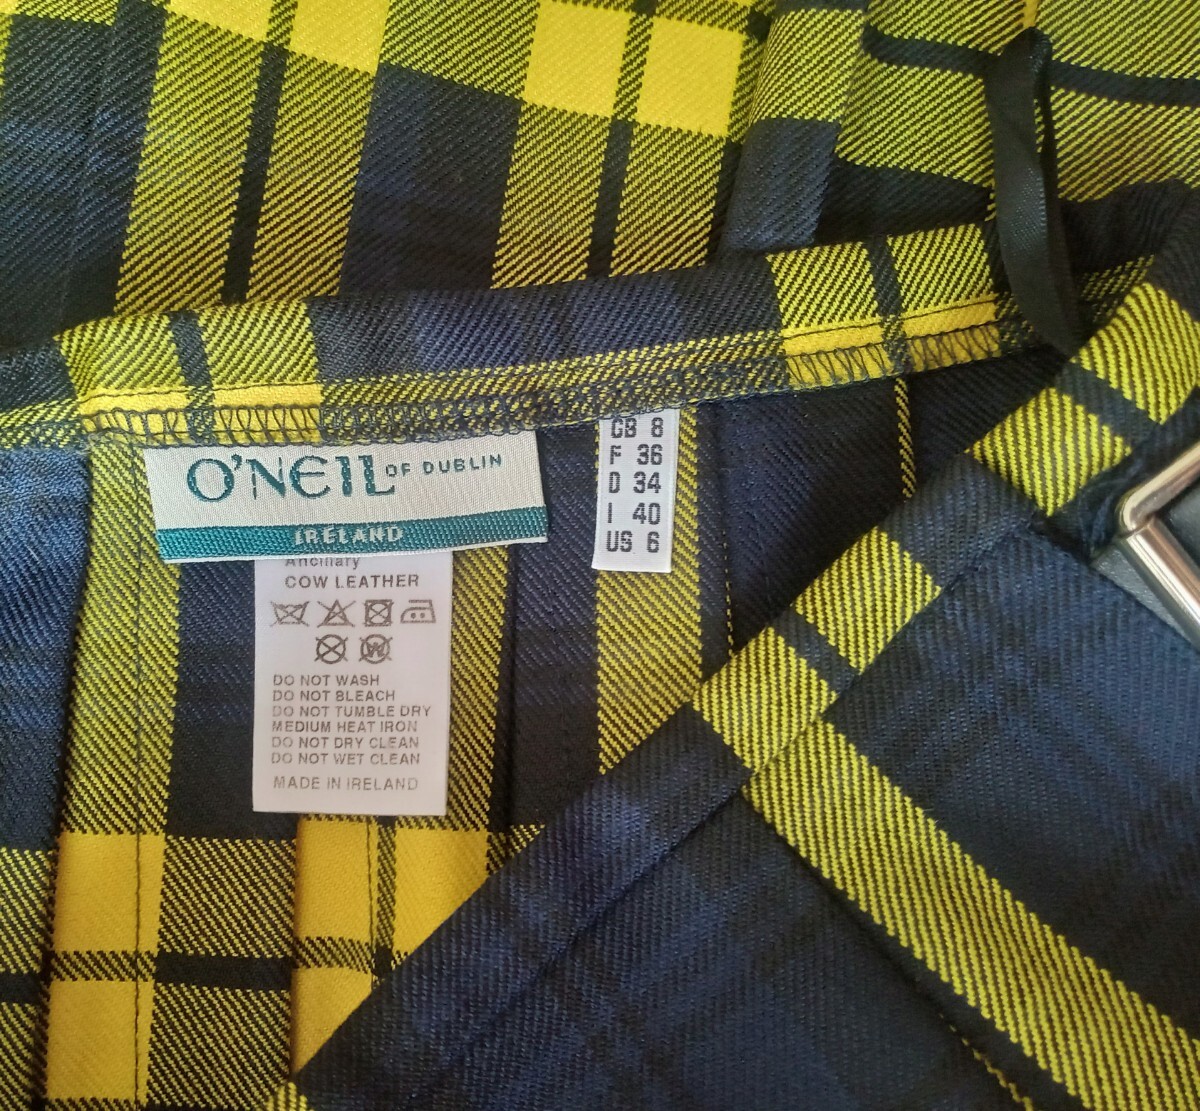 O'NEIL OF DUBLIN
IRELAND
GB 8
F 36
D 34
I 40
US 6
Ancillary
COW LEATHER
DO NOT WASH
DO NOT BLEACH
DO NOT TUMBLE DRY
MEDIUM HEAT IRON
DO NOT DRY CLEAN
DO NOT WET CLEAN
MADE IN IRELAND